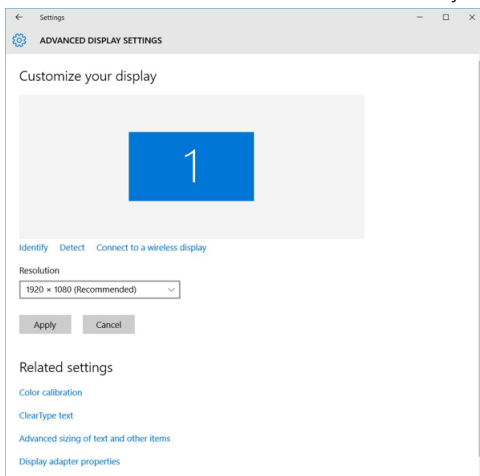 Settings
ADVANCED DISPLAY SETTINGS
Customize your display
1
Identify Detect Connect to a wireless display
Resolution
1920 × 1080 (Recommended)
Apply Cancel
Related settings
Color calibration
ClearType text
Advanced sizing of text and other items
Display adapter properties